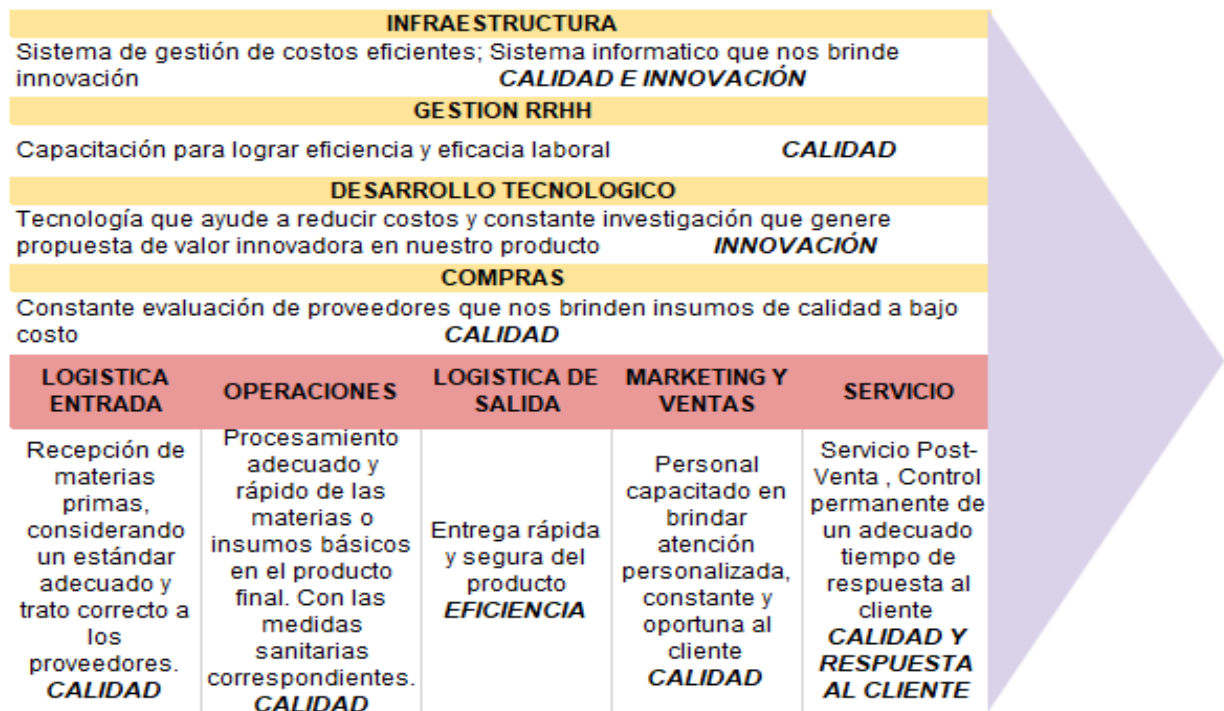 INFRAESTRUCTURA
Sistema de gestión de costos eficientes; Sistema informatico que nos brinde
innovación CALIDAD E INNOVACIÓN
GESTION RRHH
Capacitación para lograr eficiencia y eficacia laboral CALIDAD
DESARROLLO TECNOLOGICO
Tecnología que ayude a reducir costos y constante investigación que genere
propuesta de valor innovadora en nuestro producto INNOVACIÓN
COMPRAS
Constante evaluación de proveedores que nos brinden insumos de calidad a bajo
costo CALIDAD
LOGISTICA
ENTRADA
Recepción de
materias
primas,
considerando
un estándar
adecuado y
trato correcto a
los
proveedores.
CALIDAD
OPERACIONES
Procesamiento
adecuado y
rápido de las
materias o
insumos básicos
en el producto
final. Con las
medidas
sanitarias
correspondientes.
CALIDAD
LOGISTICA DE
SALIDA
Entrega rápida
y segura del
producto
EFICIENCIA
MARKETING Y
VENTAS
Personal
capacitado en
brindar
atención
personalizada,
constante y
oportuna al
cliente
CALIDAD
SERVICIO
Servicio Post-
Venta , Control
permanente de
un adecuado
tiempo de
respuesta al
cliente
CALIDAD Y
RESPUESTA
AL CLIENTE